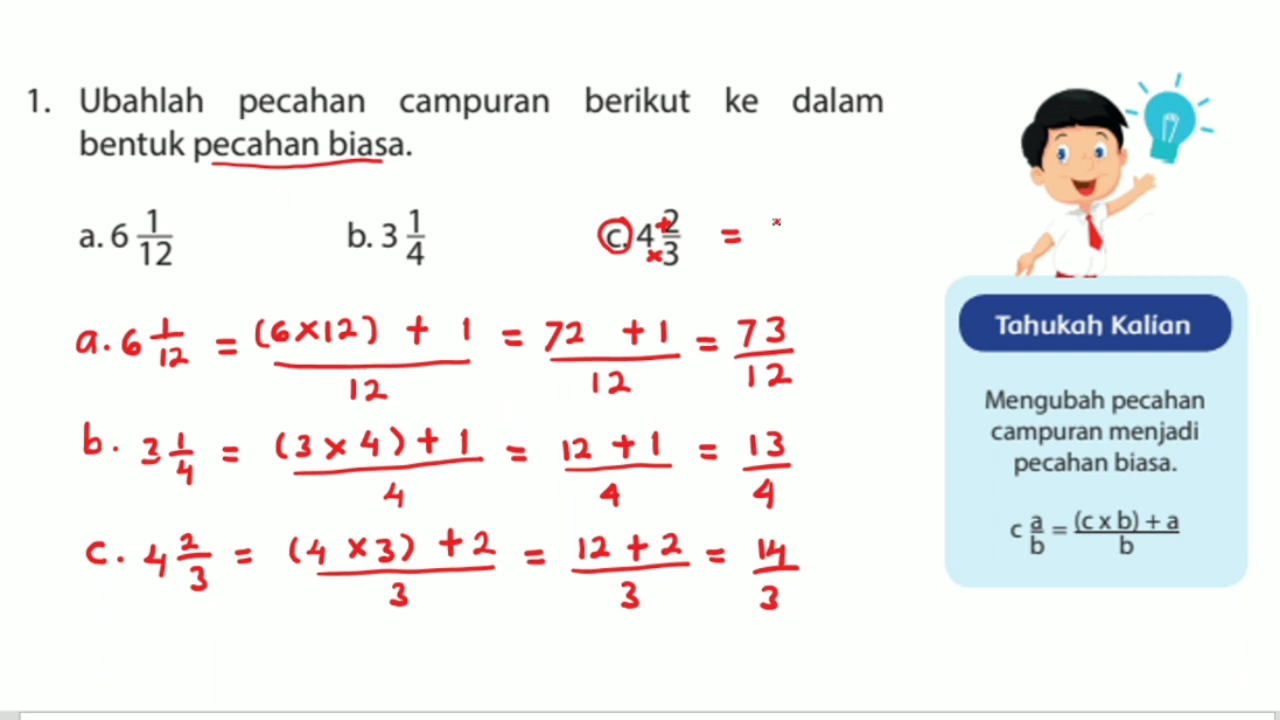 1. Ubahlah pecahan campuran berikut ke dalam
bentuk pecahan biasa.
a. 6 1/12 b. 3 1/4 c. 4 2/3 =
a. 6 1/12 = (6×12) + 1 / 12 = 72 + 1 / 12 = 73/12
b. 3 1/4 = (3 × 4) + 1 / 4 = 12 + 1 / 4 = 13/4
c. 4 2/3 = (4 × 3) + 2 / 3 = 12 + 2 / 3 = 14/3
Tahukah Kalian
Mengubah pecahan
campuran menjadi
pecahan biasa.
c a/b = (c x b) + a / b